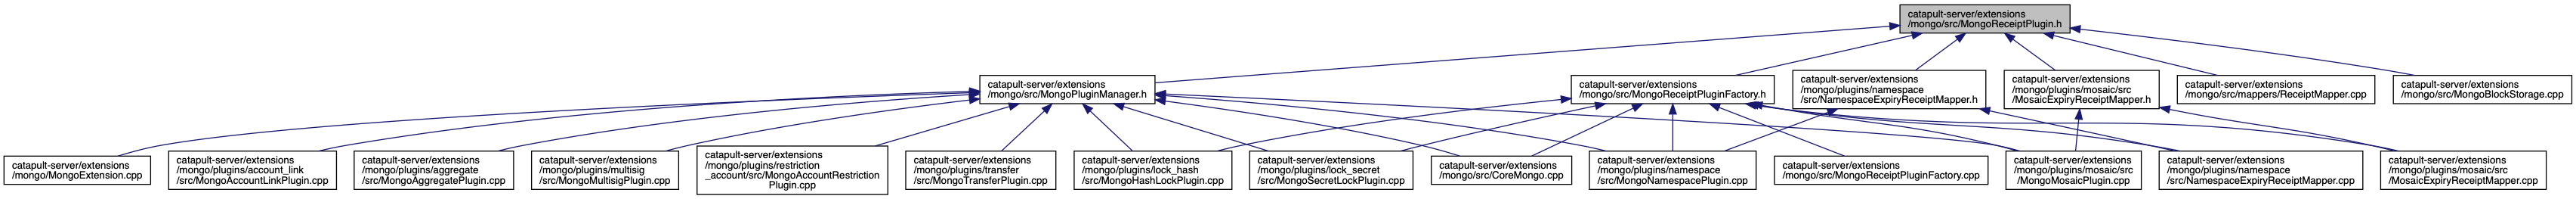 catapult-server/extensions
/mongo/src/MongoReceiptPlugin.h
catapult-server/extensions
/mongo/src/MongoPluginManager.h
catapult-server/extensions
/mongo/src/MongoReceiptPluginFactory.h
catapult-server/extensions
/mongo/plugins/namespace
/src/NamespaceExpiryReceiptMapper.h
catapult-server/extensions
/mongo/plugins/mosaic/src
/MosaicExpiryReceiptMapper.h
catapult-server/extensions
/mongo/src/mappers/ReceiptMapper.cpp
catapult-server/extensions
/mongo/src/MongoBlockStorage.cpp
catapult-server/extensions
/mongo/MongoExtension.cpp
catapult-server/extensions
/mongo/plugins/account_link
/src/MongoAccountLinkPlugin.cpp
catapult-server/extensions
/mongo/plugins/aggregate
/src/MongoAggregatePlugin.cpp
catapult-server/extensions
/mongo/plugins/multisig
/src/MongoMultisigPlugin.cpp
catapult-server/extensions
/mongo/plugins/restriction
_account/src/MongoAccountRestriction
Plugin.cpp
catapult-server/extensions
/mongo/plugins/transfer
/src/MongoTransferPlugin.cpp
catapult-server/extensions
/mongo/plugins/lock_hash
/src/MongoHashLockPlugin.cpp
catapult-server/extensions
/mongo/plugins/lock_secret
/src/MongoSecretLockPlugin.cpp
catapult-server/extensions
/mongo/src/CoreMongo.cpp
catapult-server/extensions
/mongo/plugins/namespace
/src/MongoNamespacePlugin.cpp
catapult-server/extensions
/mongo/src/MongoReceiptPluginFactory.cpp
catapult-server/extensions
/mongo/plugins/mosaic/src
/MongoMosaicPlugin.cpp
catapult-server/extensions
/mongo/plugins/namespace
/src/NamespaceExpiryReceiptMapper.cpp
catapult-server/extensions
/mongo/plugins/mosaic/src
/MosaicExpiryReceiptMapper.cpp